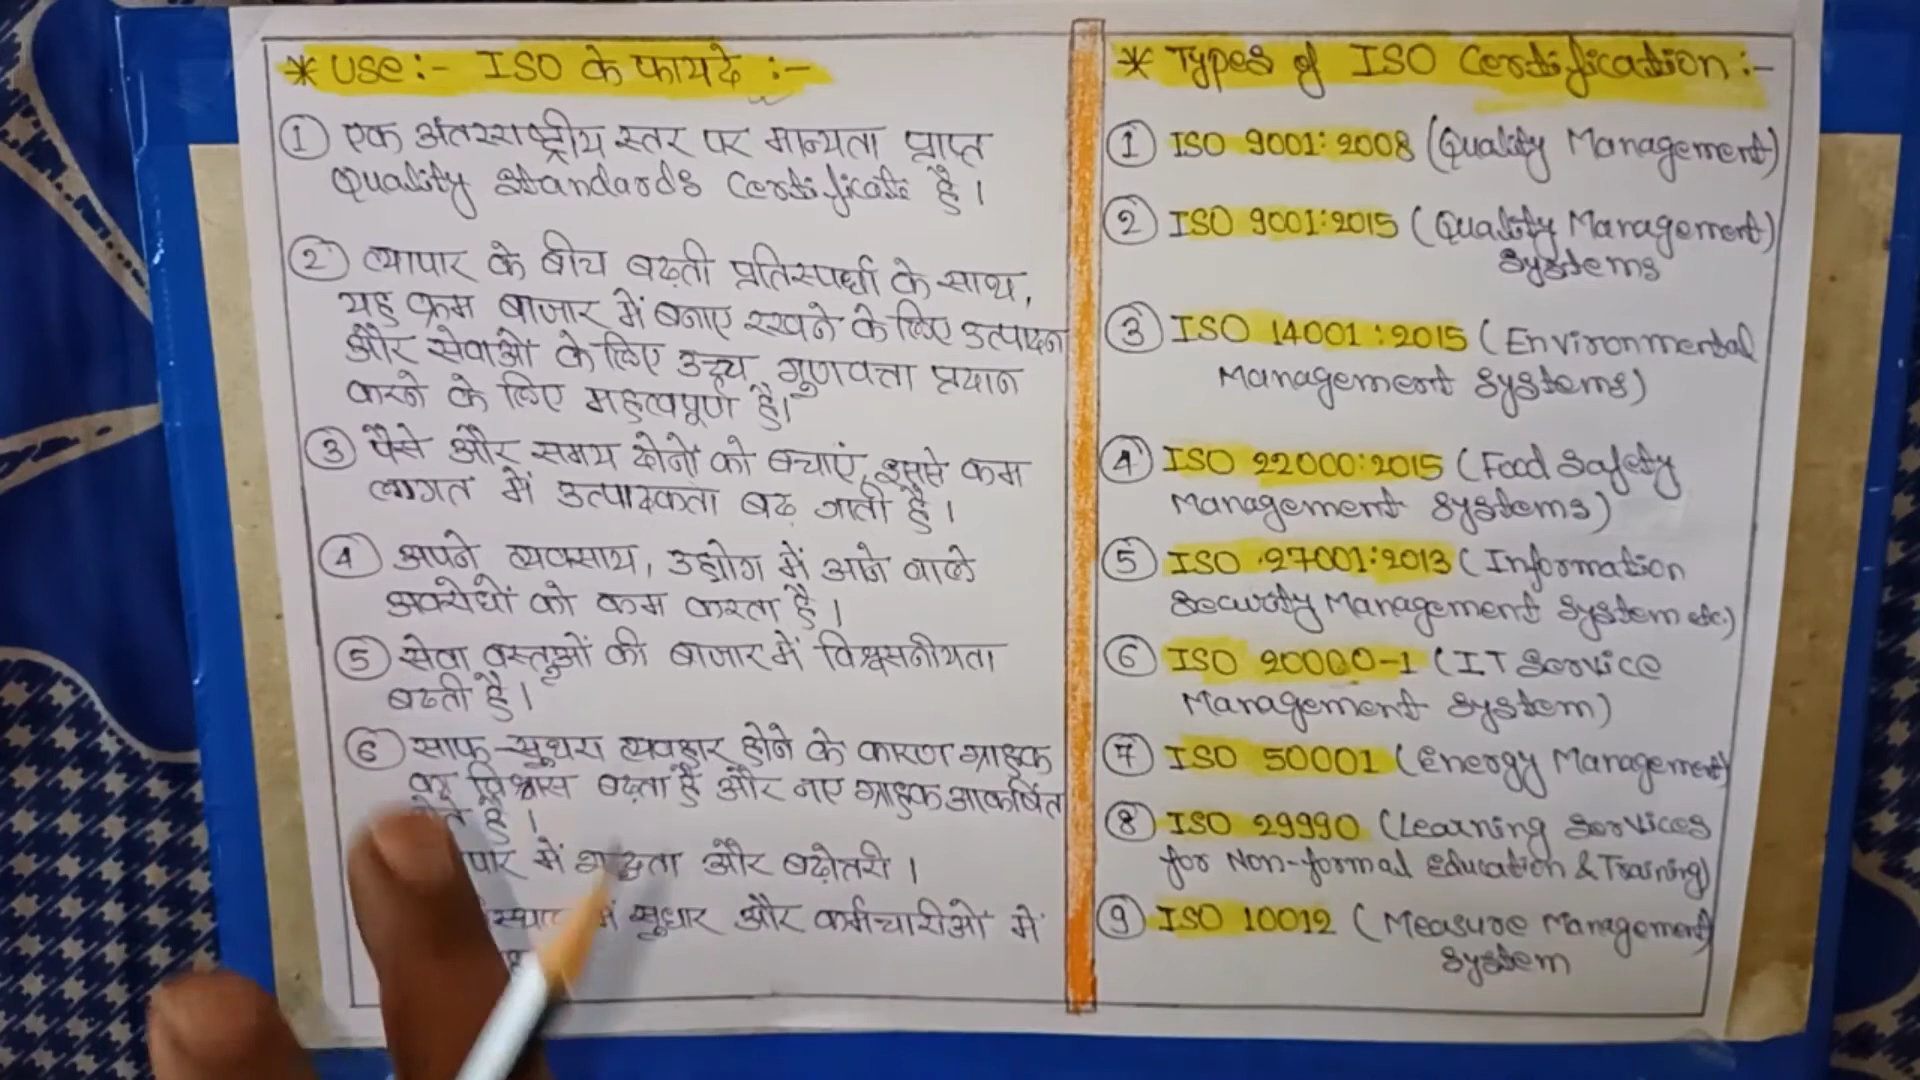 * Use:- ISO के फायदे :-
① एक अंतरराष्ट्रीय स्तर पर मान्यता प्राप्त
Quality Standards Certificate है।
② व्यापार के बीच बढ़ती प्रतिस्पर्धा के साथ,
यह क्रम बाजार में बनाए रखने के लिए उत्पादन
और सेवाओं के लिए उच्च गुणवत्ता प्रदान
करने के लिए महत्वपूर्ण है।
③ पैसे और समय दोनों को बचाएं, इससे कम
लागत में उत्पादकता बढ़ जाती है।
④ अपने व्यवसाय, उद्योग में आने वाले
अवरोधों को कम करता है।
⑤ सेवा वस्तुओं की बाजार में विश्वसनीयता
बढती है।
⑥ साफ-सुथरा व्यवहार होने के कारण ग्राहक
का विश्वास बढ़ता है और नए ग्राहक आकर्षित
है।
में और बढ़ोतरी।
में सुधार और कर्मचारीओं में
* Types of ISO Certification:-
① ISO 9001:2008 (Quality Management)
② ISO 9001:2015 (Quality Management)
Systems
③ ISO 14001:2015 (Environmental
Management Systems)
④ ISO 22000:2015 (Food Safety
Management Systems)
⑤ ISO 27001:2013 (Information
Security Management System etc.)
⑥ ISO 20000-1 (IT Service
Management System)
⑦ ISO 50001 (Energy Management)
⑧ ISO 29990 (Learning Services
for Non-formal Education & Training)
⑨ ISO 10012 (Measure Management)
System